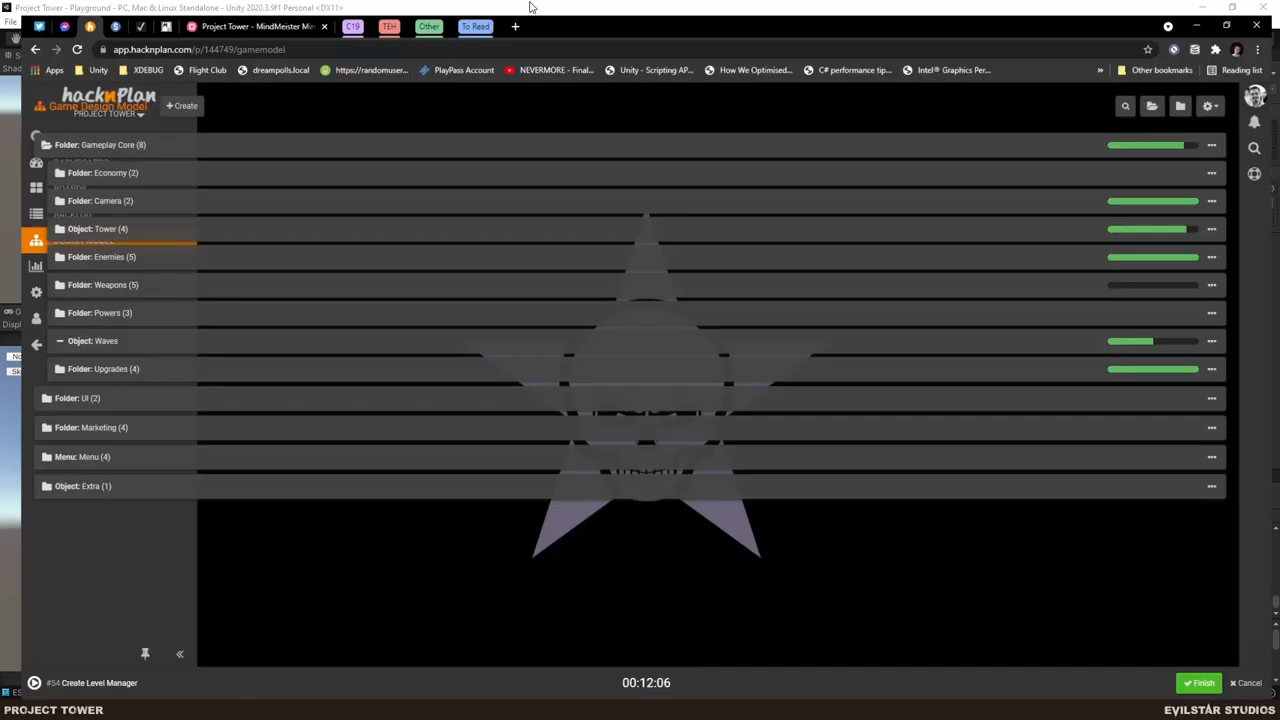 Project Tower - Playground - PC, Mac & Linux Standalone - Unity 2020.3.9f1 Personal <DX11>
File
Project Tower - MindMeister Mi
C19
TEH
Other
To Read
app.hacknplan.com/p/144749/gamemodel
Apps
Unity
XDEBUG
Flight Club
dreampolls.local
https://randomuser...
PlayPass Account
NEVERMORE - Final...
Unity - Scripting AP...
How We Optimised...
C# performance tip...
Intel® Graphics Per...
Other bookmarks
Reading list
hacknplan
Game Design Model
+ Create
PROJECT TOWER
Folder: Gameplay Core (8)
Folder: Economy (2)
Folder: Camera (2)
Object: Tower (4)
Folder: Enemies (5)
Folder: Weapons (5)
Folder: Powers (3)
Object: Waves
Folder: Upgrades (4)
Folder: UI (2)
Folder: Marketing (4)
Menu: Menu (4)
Object: Extra (1)
#54 Create Level Manager
00:12:06
Finish
Cancel
PROJECT TOWER
EVILSTAR STUDIOS